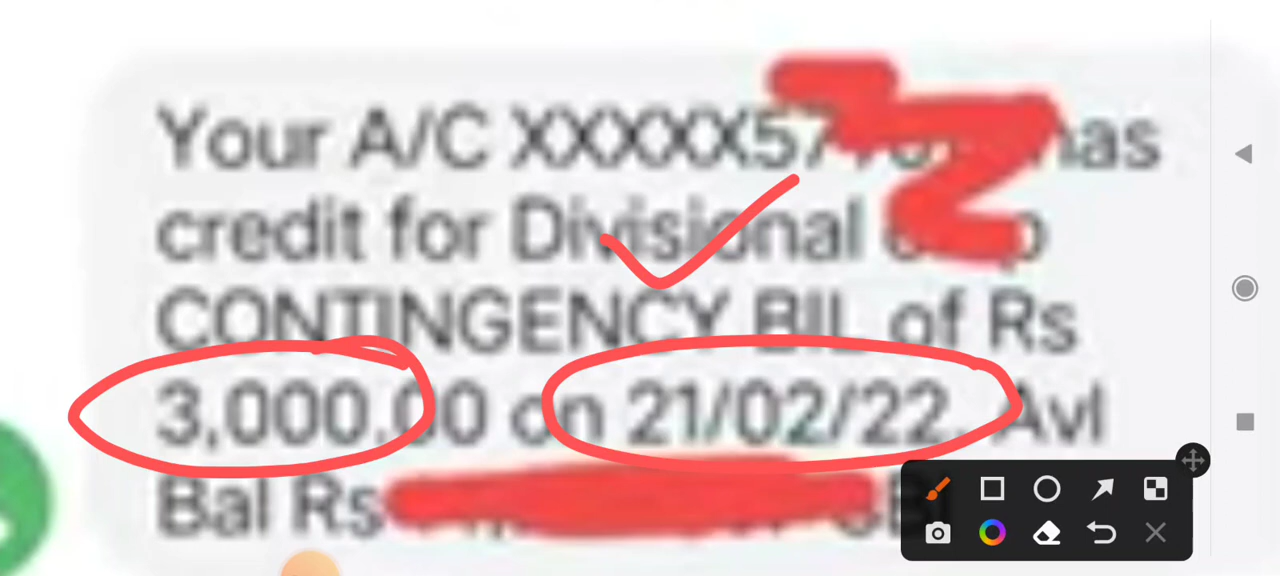 Your A/C XXXXX57 has
credit for Divisional
CONTINGENCY BIL of Rs
3,000.00 on 21/02/22. Avl
Bal Rs